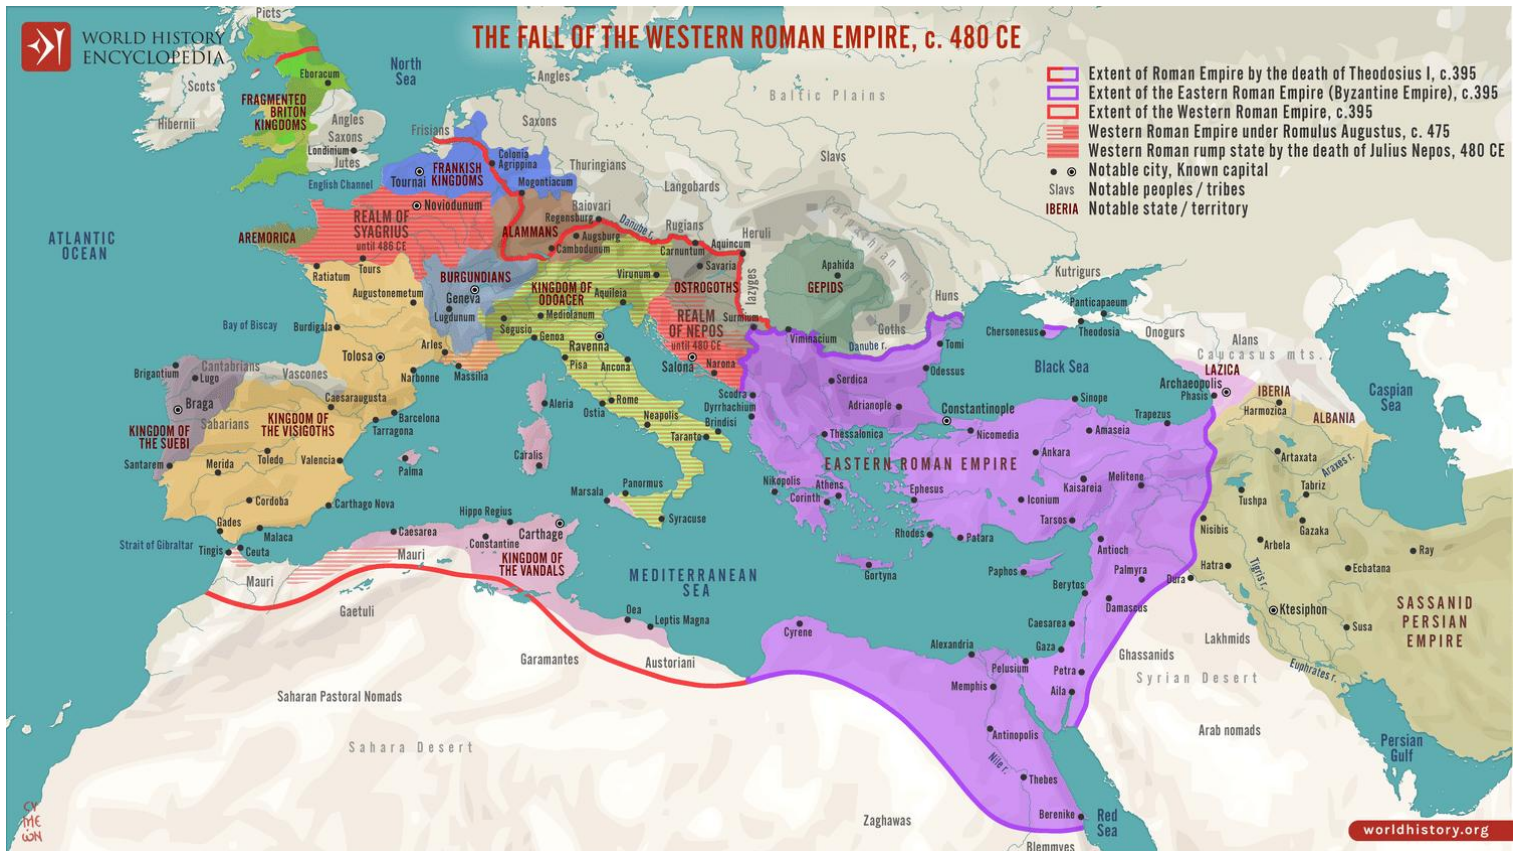 WORLD HISTORY
ENCYCLOPEDIA
THE FALL OF THE WESTERN ROMAN EMPIRE, c. 480 CE
Extent of Roman Empire by the death of Theodosius I, c.395
Extent of the Eastern Roman Empire (Byzantine Empire), c.395
Extent of the Western Roman Empire, c.395
Western Roman Empire under Romulus Augustus, c. 475
Western Roman rump state by the death of Julius Nepos, 480 CE
Notable city, Known capital
Slavs Notable peoples / tribes
IBERIA Notable state / territory
Picts
Scots
Hibernii
Eboracum
FRAGMENTED
BRITON
KINGDOMS
Angles
Saxons
Londinium
Jutes
English Channel
North
Sea
Frisians
Angles
Saxons
Baltic Plains
Slavs
Thuringians
Langobards
Baiovari
Rugians
Heruli
Carpathian mts.
Iazyges
Huns
Goths
Kutrigurs
Onogurs
Alans
Caucasus mts.
ATLANTIC
OCEAN
Colonia
Agrippina
FRANKISH
KINGDOMS
Tournai
Mogontiacum
Noviodunum
REALM OF
SYAGRIUS
until 486 CE
AREMORICA
ALAMMANS
Regensburg
Augsburg
Cambodunum
Danube r.
Carnuntum
Aquincum
Savaria
Virunum
OSTROGOTHS
Apahida
GEPIDS
Ratiatum
Tours
BURGUNDIANS
Geneva
Lugdunum
Augustonemetum
KINGDOM OF
ODOACER
Aquileia
Mediolanum
Segusio
Genoa
Ravenna
Pisa
Ancona
REALM
OF NEPOS
until 480 CE
Sirmium
Salona
Narona
Viminacium
Danube r.
Bay of Biscay
Burdigala
Tolosa
Arles
Narbonne
Massilia
Cantabrians
Vascones
Brigantium
Lugo
Braga
KINGDOM OF
THE SUEBI
Sabarians
KINGDOM OF
THE VISIGOTHS
Caesaraugusta
Barcelona
Tarragona
Santarem
Merida
Toledo
Valencia
Palma
Cordoba
Carthago Nova
Gades
Malaca
Strait of Gibraltar
Tingis
Ceuta
Mauri
Mauri
Caesarea
Hippo Regius
Constantine
Carthage
KINGDOM OF
THE VANDALS
Aleria
Caralis
Rome
Ostia
Neapolis
Brindisi
Taranto
Marsala
Panormus
Syracuse
Scodra
Dyrrhachium
Serdica
Adrianople
Tomi
Odessus
Constantinople
Nicomedia
Thessalonica
EASTERN ROMAN EMPIRE
Nikopolis
Athens
Corinth
Ephesus
Rhodes
Patara
Gortyna
Paphos
Ankara
Amaseia
Sinope
Trapezus
Kaisareia
Melitene
Iconium
Tarsos
Antioch
Black Sea
Chersonesus
Panticapaeum
Theodosia
LAZICA
Archaeopolis
Phasis
IBERIA
Harmozica
ALBANIA
Caspian
Sea
Artaxata
Araxes r.
Tushpa
Tabriz
Gazaka
Nisibis
Arbela
Hatra
Tigris r.
Ray
Ecbatana
Ktesiphon
Susa
SASSANID
PERSIAN
EMPIRE
Euphrates r.
Lakhmids
Ghassanids
Syrian Desert
Arab nomads
Persian
Gulf
Palmyra
Dura
Berytos
Damascus
Caesarea
Gaza
Petra
Aila
MEDITERRANEAN
SEA
Oea
Leptis Magna
Cyrene
Alexandria
Pelusium
Memphis
Antinopolis
Nile r.
Thebes
Berenike
Red
Sea
Blemmyes
Gaetuli
Garamantes
Austoriani
Saharan Pastoral Nomads
Sahara Desert
Zaghawas
worldhistory.org